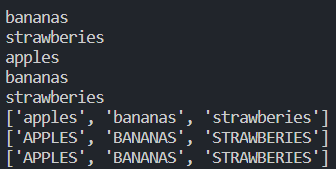 bananas
strawberies
apples
bananas
strawberies
['apples', 'bananas', 'strawberies']
['APPLES', 'BANANAS', 'STRAWBERIES']
['APPLES', 'BANANAS', 'STRAWBERIES']